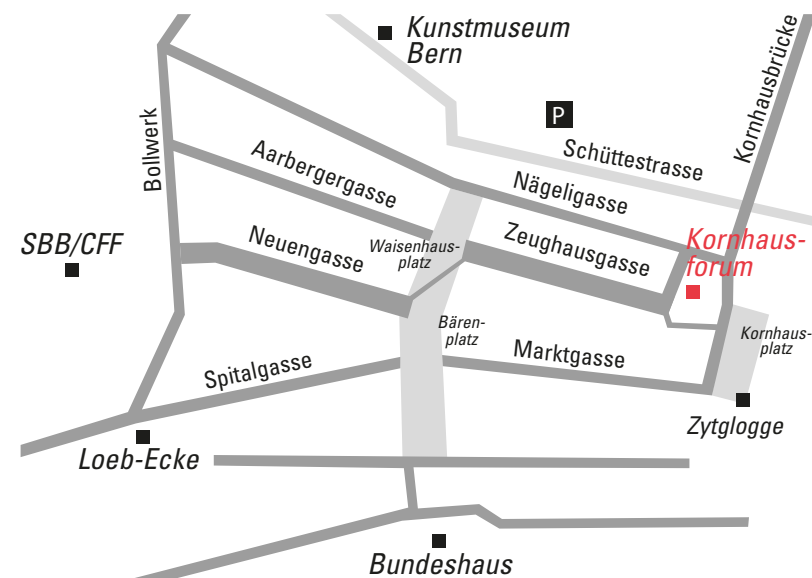 Kunstmuseum
Bern
Kornhausbrücke
P
Bollwerk
Schüttestrasse
Aarbergergasse
Nägeligasse
SBB/CFF
Neuengasse
Waisenhaus-
platz
Zeughausgasse
Kornhaus-
forum
Bären-
platz
Marktgasse
Kornhaus-
platz
Spitalgasse
Zytglogge
Loeb-Ecke
Bundeshaus